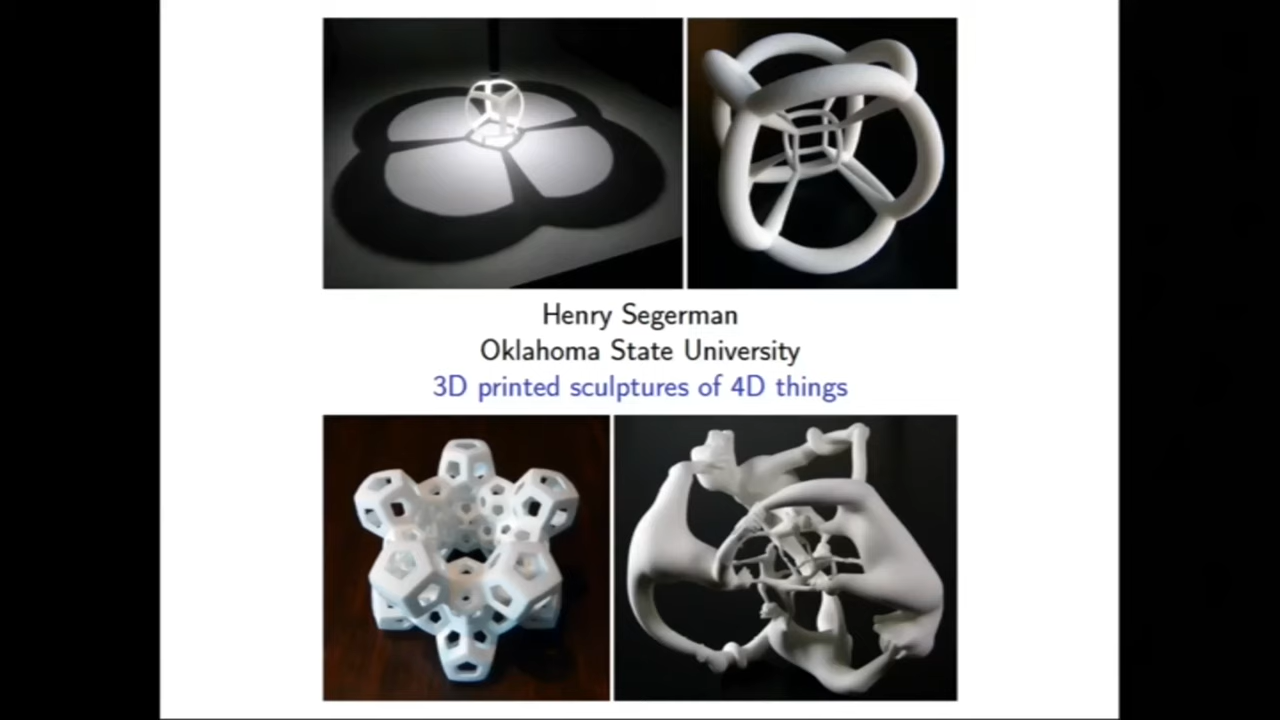 Henry Segerman
Oklahoma State University
3D printed sculptures of 4D things